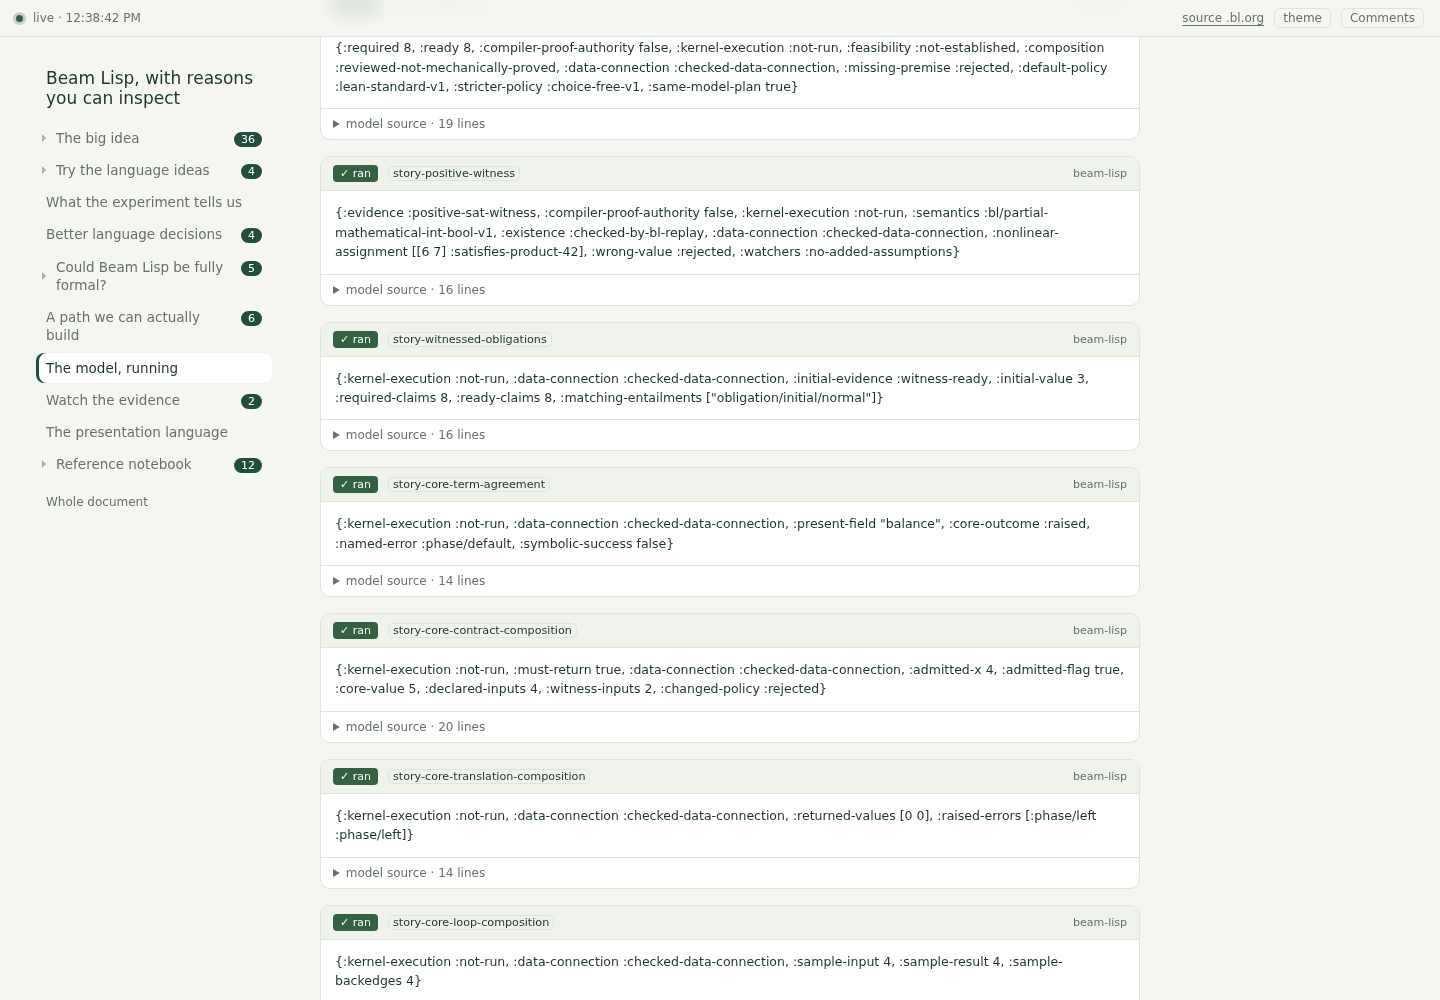 live · 12:38:42 PM
source .bl.org
theme
Comments
Beam Lisp, with reasons
you can inspect
The big idea 36
Try the language ideas 4
What the experiment tells us
Better language decisions 4
Could Beam Lisp be fully
formal? 5
A path we can actually
build 6
The model, running
Watch the evidence 2
The presentation language
Reference notebook 12
Whole document
{:required 8, :ready 8, :compiler-proof-authority false, :kernel-execution :not-run, :feasibility :not-established, :composition
:reviewed-not-mechanically-proved, :data-connection :checked-data-connection, :missing-premise :rejected, :default-policy
:lean-standard-v1, :stricter-policy :choice-free-v1, :same-model-plan true}
▶ model source · 19 lines
✓ ran story-positive-witness beam-lisp
{:evidence :positive-sat-witness, :compiler-proof-authority false, :kernel-execution :not-run, :semantics :bl/partial-
mathematical-int-bool-v1, :existence :checked-by-bl-replay, :data-connection :checked-data-connection, :nonlinear-
assignment [[6 7] :satisfies-product-42], :wrong-value :rejected, :watchers :no-added-assumptions}
▶ model source · 16 lines
✓ ran story-witnessed-obligations beam-lisp
{:kernel-execution :not-run, :data-connection :checked-data-connection, :initial-evidence :witness-ready, :initial-value 3,
:required-claims 8, :ready-claims 8, :matching-entailments ["obligation/initial/normal"]}
▶ model source · 16 lines
✓ ran story-core-term-agreement beam-lisp
{:kernel-execution :not-run, :data-connection :checked-data-connection, :present-field "balance", :core-outcome :raised,
:named-error :phase/default, :symbolic-success false}
▶ model source · 14 lines
✓ ran story-core-contract-composition beam-lisp
{:kernel-execution :not-run, :must-return true, :data-connection :checked-data-connection, :admitted-x 4, :admitted-flag true,
:core-value 5, :declared-inputs 4, :witness-inputs 2, :changed-policy :rejected}
▶ model source · 20 lines
✓ ran story-core-translation-composition beam-lisp
{:kernel-execution :not-run, :data-connection :checked-data-connection, :returned-values [0 0], :raised-errors [:phase/left
:phase/left]}
▶ model source · 14 lines
✓ ran story-core-loop-composition beam-lisp
{:kernel-execution :not-run, :data-connection :checked-data-connection, :sample-input 4, :sample-result 4, :sample-
backedges 4}